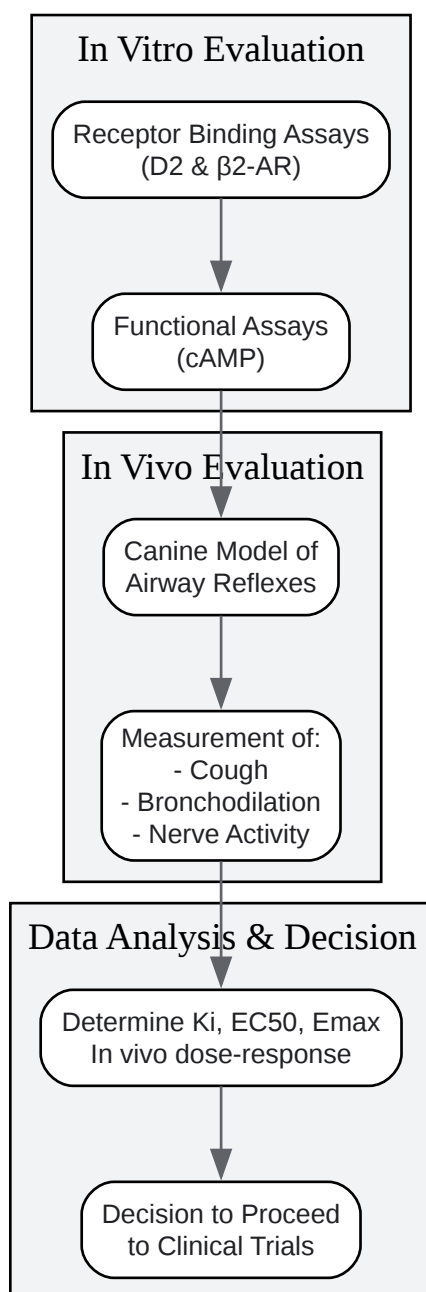 In Vitro Evaluation
Receptor Binding Assays
(D2 & β2-AR)
Functional Assays
(cAMP)
In Vivo Evaluation
Canine Model of
Airway Reflexes
Measurement of:
- Cough
- Bronchodilation
- Nerve Activity
Data Analysis & Decision
Determine Ki, EC50, Emax
In vivo dose-response
Decision to Proceed
to Clinical Trials